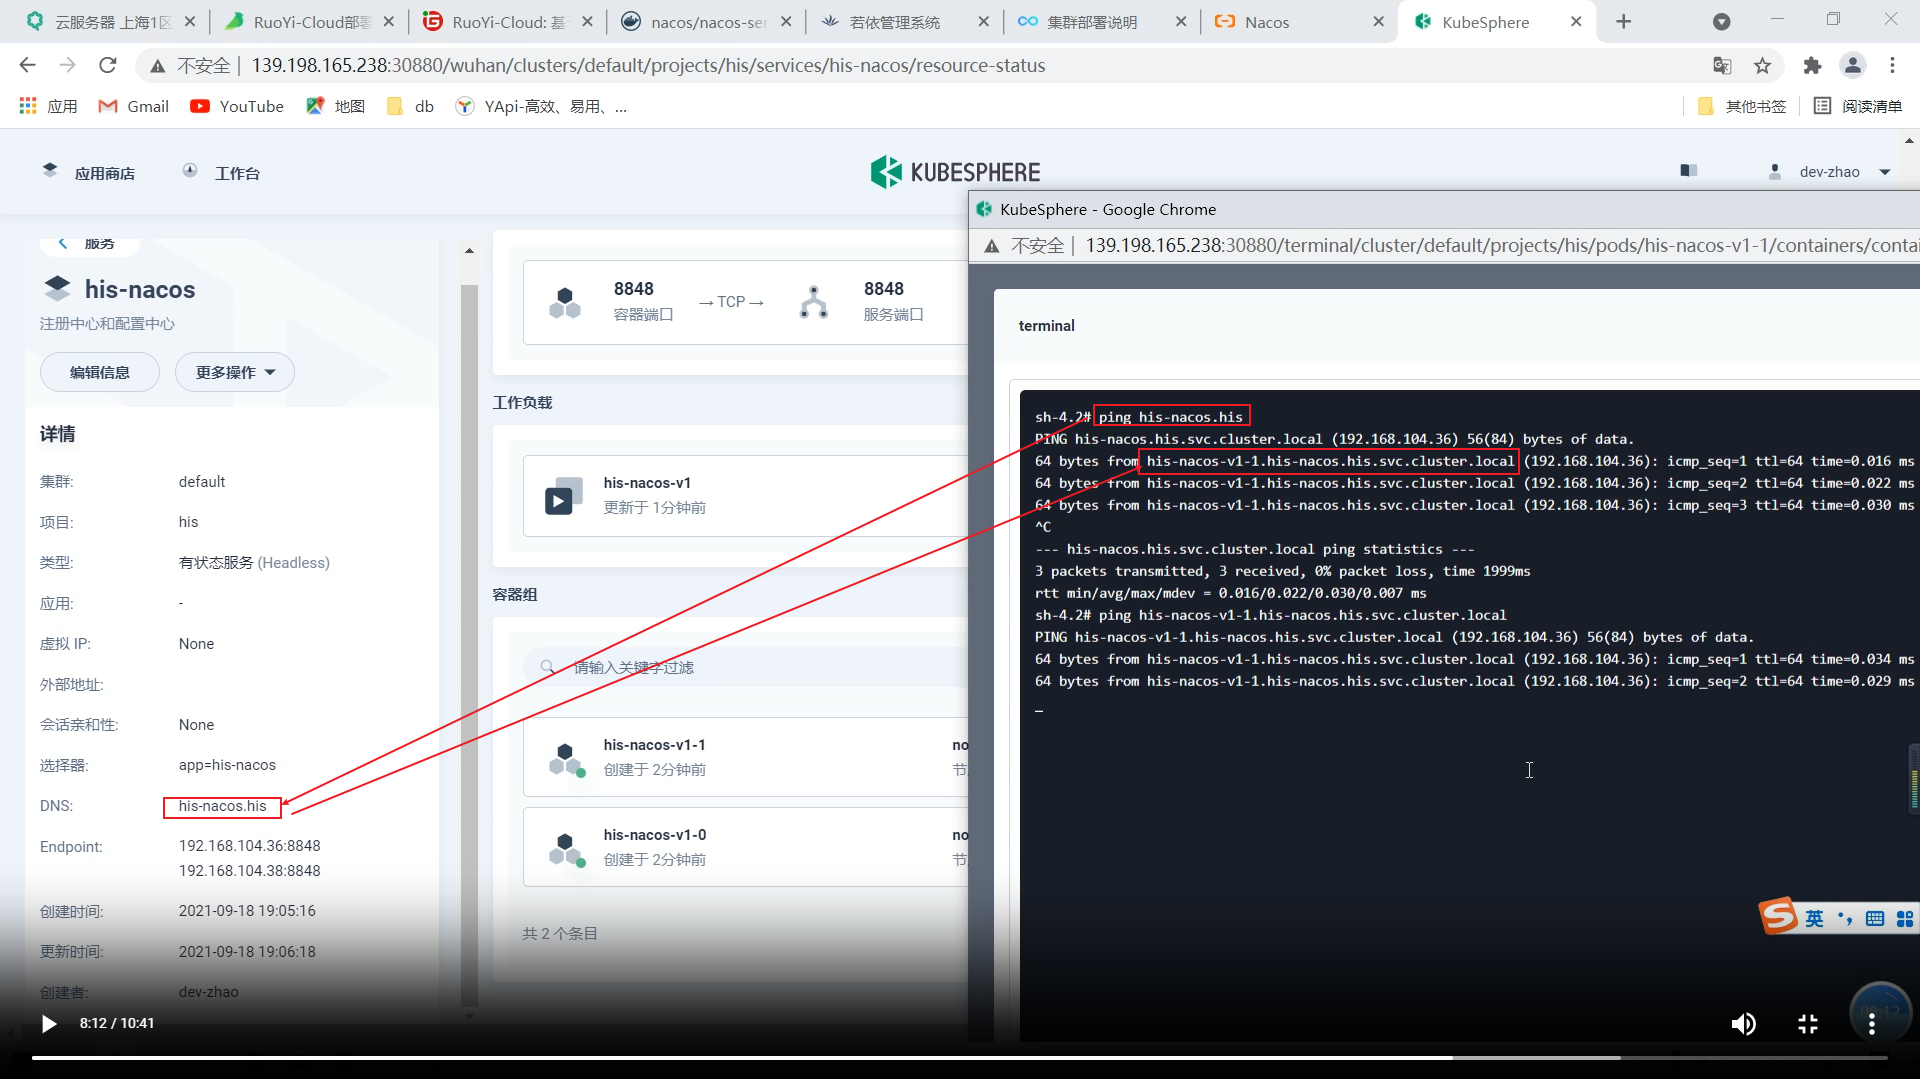 云服务器 上海1区
RuoYi-Cloud部署
RuoYi-Cloud: 基于
nacos/nacos-ser
若依管理系统
集群部署说明
Nacos
KubeSphere
不安全 | 139.198.165.238:30880/wuhan/clusters/default/projects/his/services/his-nacos/resource-status
应用
Gmail
YouTube
地图
db
YApi-高效、易用、...
其他书签
阅读清单
应用商店
工作台
KUBESPHERE
dev-zhao
KubeSphere - Google Chrome
不安全 | 139.198.165.238:30880/terminal/cluster/default/projects/his/pods/his-nacos-v1-1/containers/contai
服务
his-nacos
注册中心和配置中心
编辑信息
更多操作
详情
集群: default
项目: his
类型: 有状态服务 (Headless)
应用: -
虚拟 IP: None
外部地址:
会话亲和性: None
选择器: app=his-nacos
DNS: his-nacos.his
Endpoint: 192.168.104.36:8848
192.168.104.38:8848
创建时间: 2021-09-18 19:05:16
更新时间: 2021-09-18 19:06:18
创建者: dev-zhao
8848
容器端口
→ TCP →
8848
服务端口
工作负载
his-nacos-v1
更新于 1分钟前
容器组
请输入关键字过滤
his-nacos-v1-1
创建于 2分钟前
no
节
his-nacos-v1-0
创建于 2分钟前
no
节
共 2 个条目
terminal
sh-4.2# ping his-nacos.his
PING his-nacos.his.svc.cluster.local (192.168.104.36) 56(84) bytes of data.
64 bytes from his-nacos-v1-1.his-nacos.his.svc.cluster.local (192.168.104.36): icmp_seq=1 ttl=64 time=0.016 ms
64 bytes from his-nacos-v1-1.his-nacos.his.svc.cluster.local (192.168.104.36): icmp_seq=2 ttl=64 time=0.022 ms
64 bytes from his-nacos-v1-1.his-nacos.his.svc.cluster.local (192.168.104.36): icmp_seq=3 ttl=64 time=0.030 ms
^C
--- his-nacos.his.svc.cluster.local ping statistics ---
3 packets transmitted, 3 received, 0% packet loss, time 1999ms
rtt min/avg/max/mdev = 0.016/0.022/0.030/0.007 ms
sh-4.2# ping his-nacos-v1-1.his-nacos.his.svc.cluster.local
PING his-nacos-v1-1.his-nacos.his.svc.cluster.local (192.168.104.36) 56(84) bytes of data.
64 bytes from his-nacos-v1-1.his-nacos.his.svc.cluster.local (192.168.104.36): icmp_seq=1 ttl=64 time=0.034 ms
64 bytes from his-nacos-v1-1.his-nacos.his.svc.cluster.local (192.168.104.36): icmp_seq=2 ttl=64 time=0.029 ms
英
8:12 / 10:41